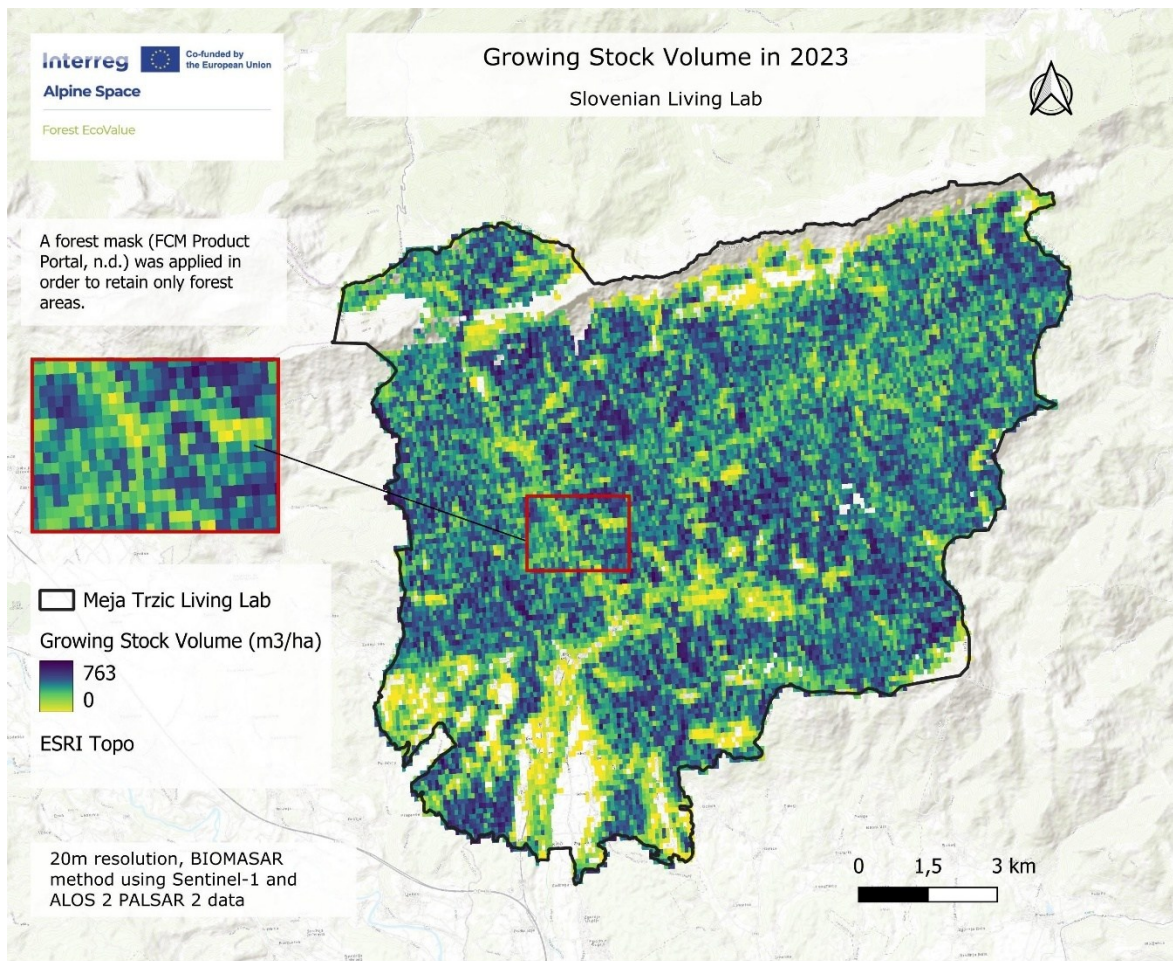 Interreg
Co-funded by
the European Union
Alpine Space
Forest EcoValue
Growing Stock Volume in 2023
Slovenian Living Lab
A forest mask (FCM Product
Portal, n.d.) was applied in
order to retain only forest
areas.
Meja Trzic Living Lab
Growing Stock Volume (m3/ha)
763
0
ESRI Topo
20m resolution, BIOMASAR
method using Sentinel-1 and
ALOS 2 PALSAR 2 data
0 1,5 3 km